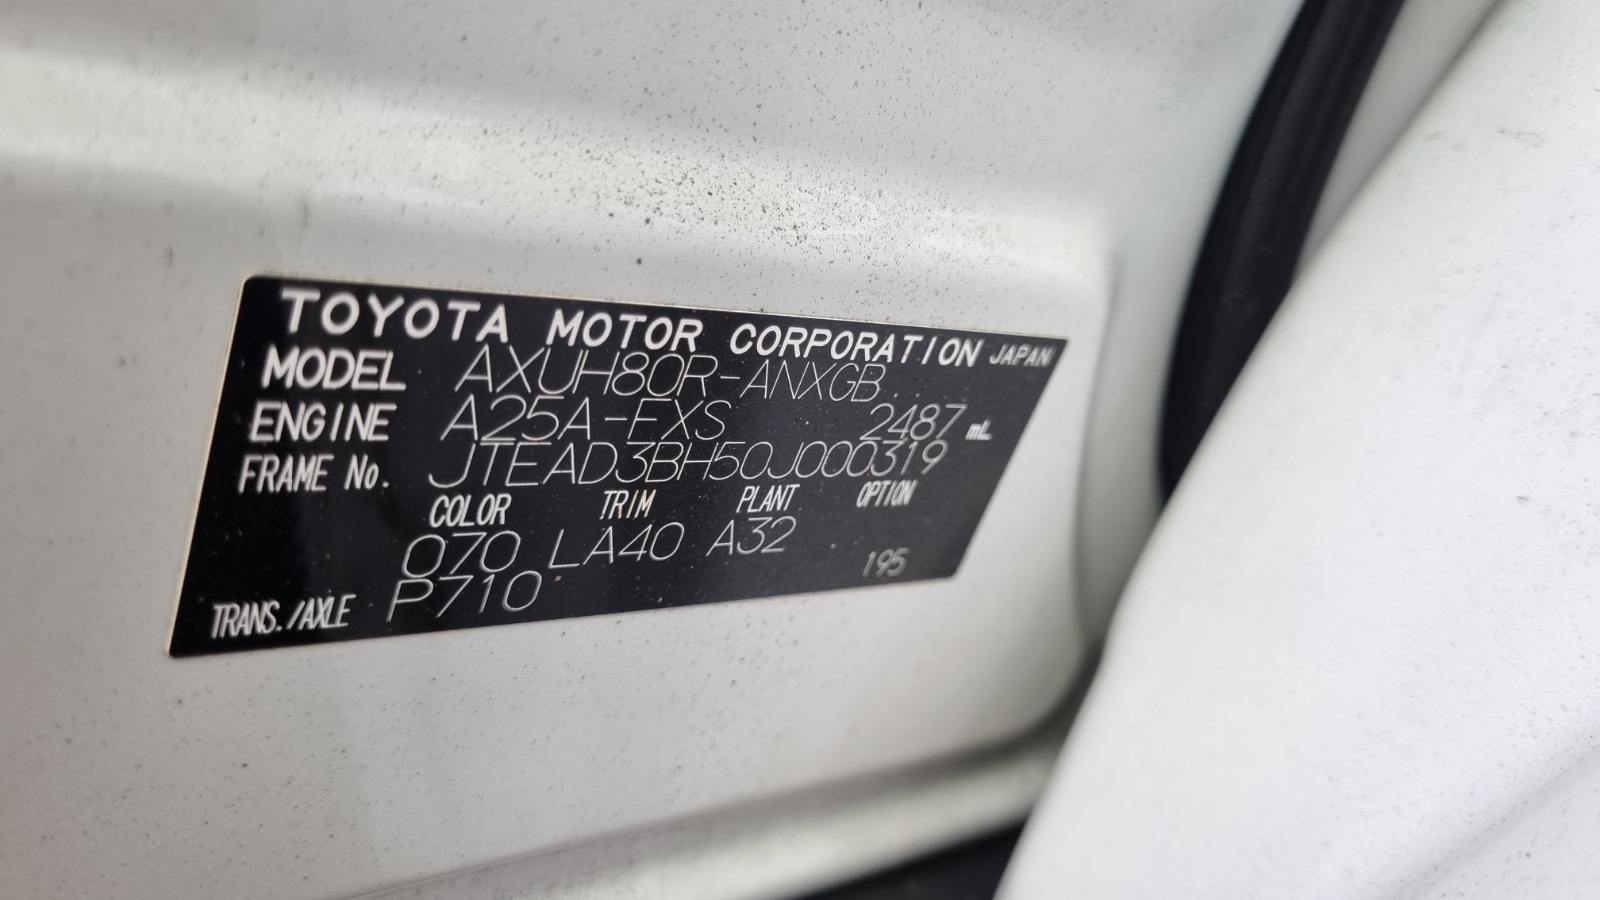 TOYOTA MOTOR CORPORATION JAPAN
MODEL AXUH80R-ANXGB
ENGINE A25A-FXS 2487 mL
FRAME No. JTEAD3BH50J000319
COLOR TRIM PLANT OPTION
070 LA40 A32
TRANS./AXLE P710 195